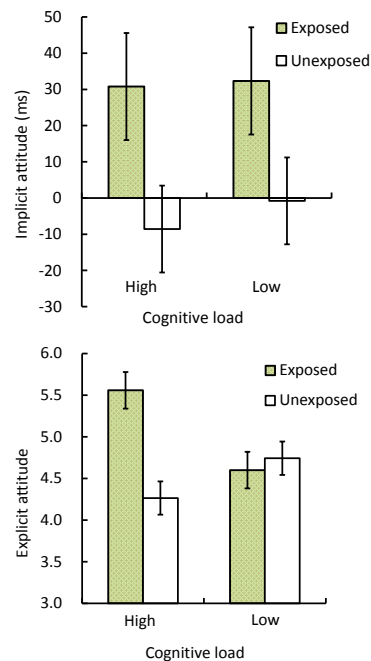 50
40
30
20
10
0
-10
-20
-30
Implicit attitude (ms)
Exposed
Unexposed
High
Low
Cognitive load
6.0
5.5
5.0
4.5
4.0
3.5
3.0
Explicit attitude
Exposed
Unexposed
High
Low
Cognitive load